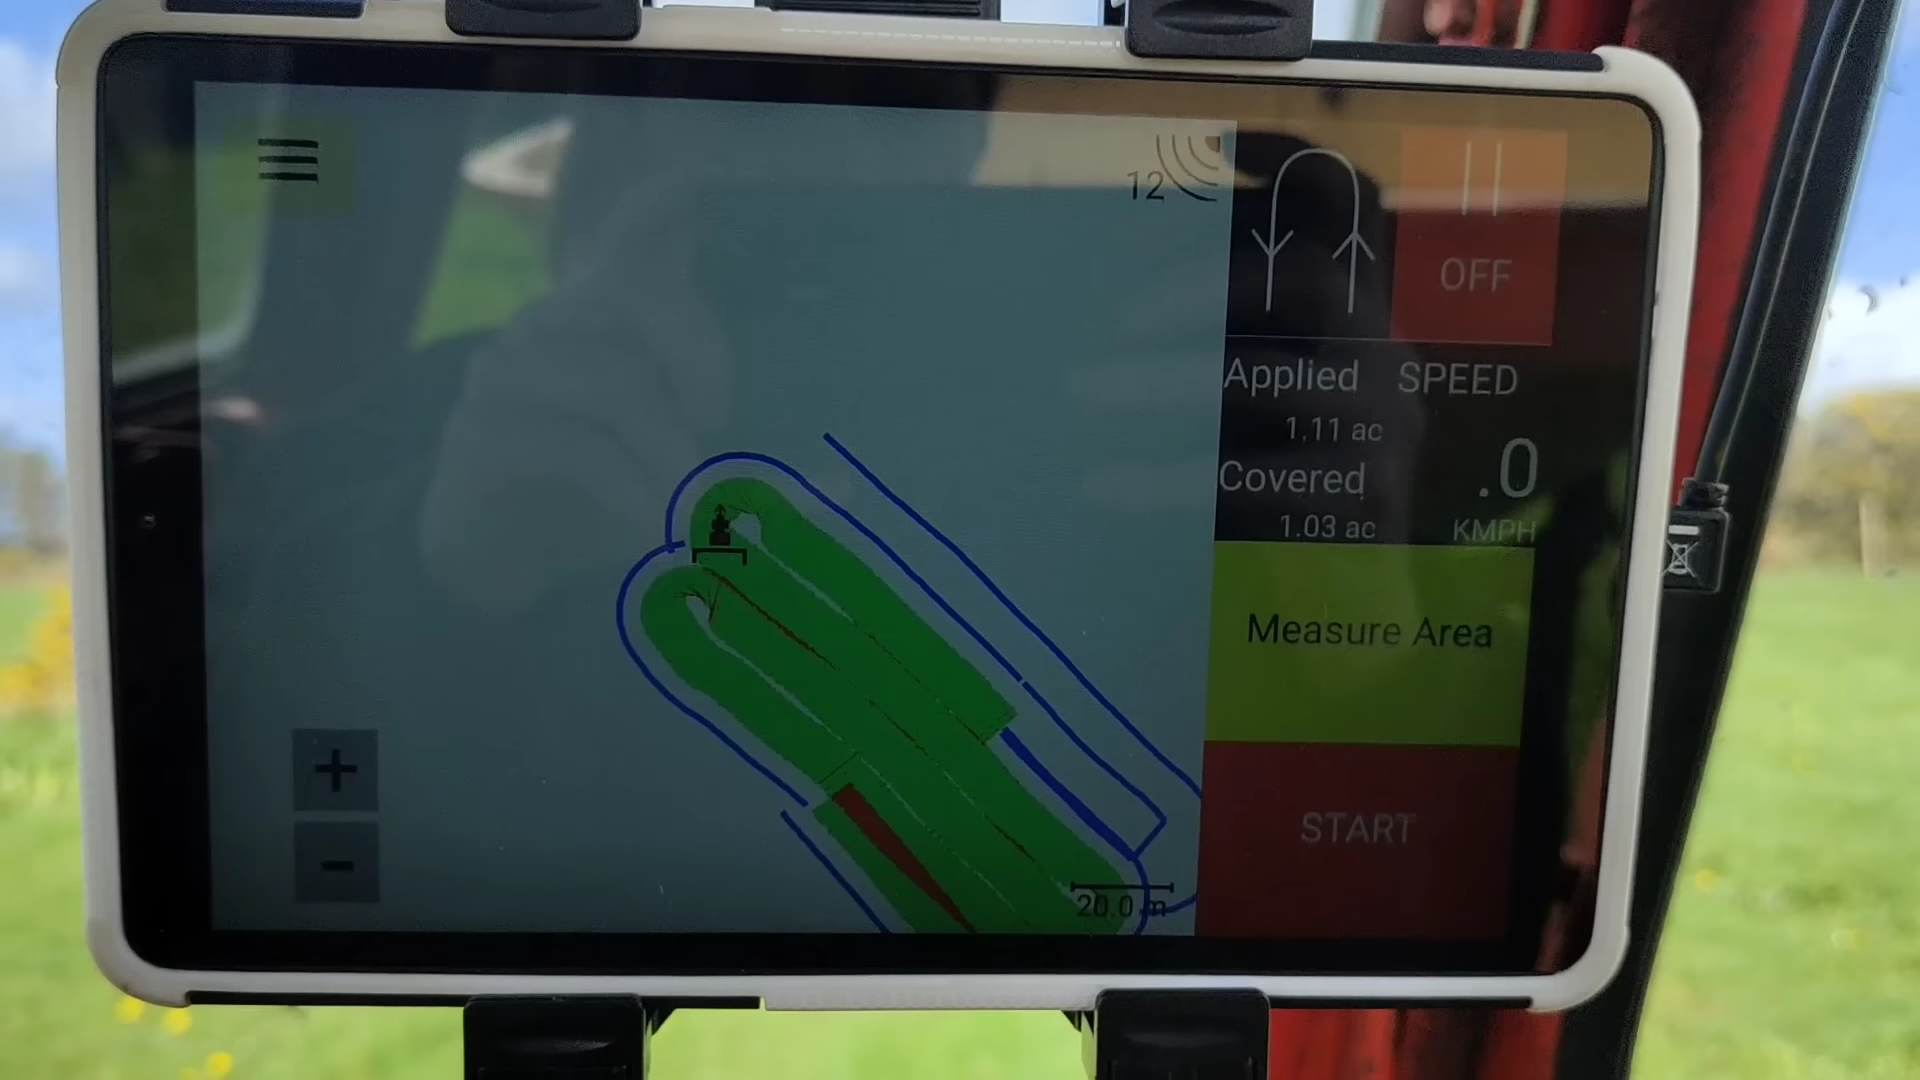 12
OFF
Applied SPEED
1.11 ac
.0
Covered
1.03 ac KMPH
Measure Area
+
-
START
20.0 m